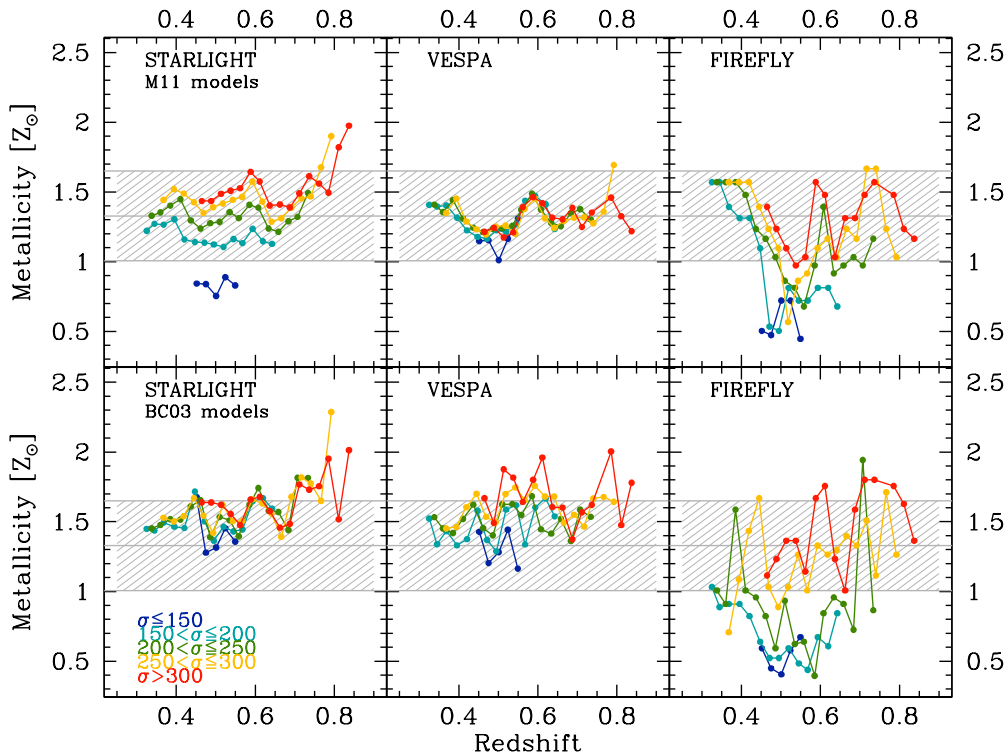 0.4 0.6 0.8 0.4 0.6 0.8 0.4 0.6 0.8
STARLIGHT
M11 models
VESPA
FIREFLY
2.5 2.5
2 2
1.5 1.5
1 1
0.5 0.5
Metallicity [Z⊙]
STARLIGHT
BC03 models
VESPA
FIREFLY
2.5 2.5
2 2
1.5 1.5
1 1
0.5 0.5
Metallicity [Z⊙]
σ≦150
150<σ≦200
200<σ≦250
250<σ≦300
σ>300
0.4 0.6 0.8 0.4 0.6 0.8 0.4 0.6 0.8
Redshift